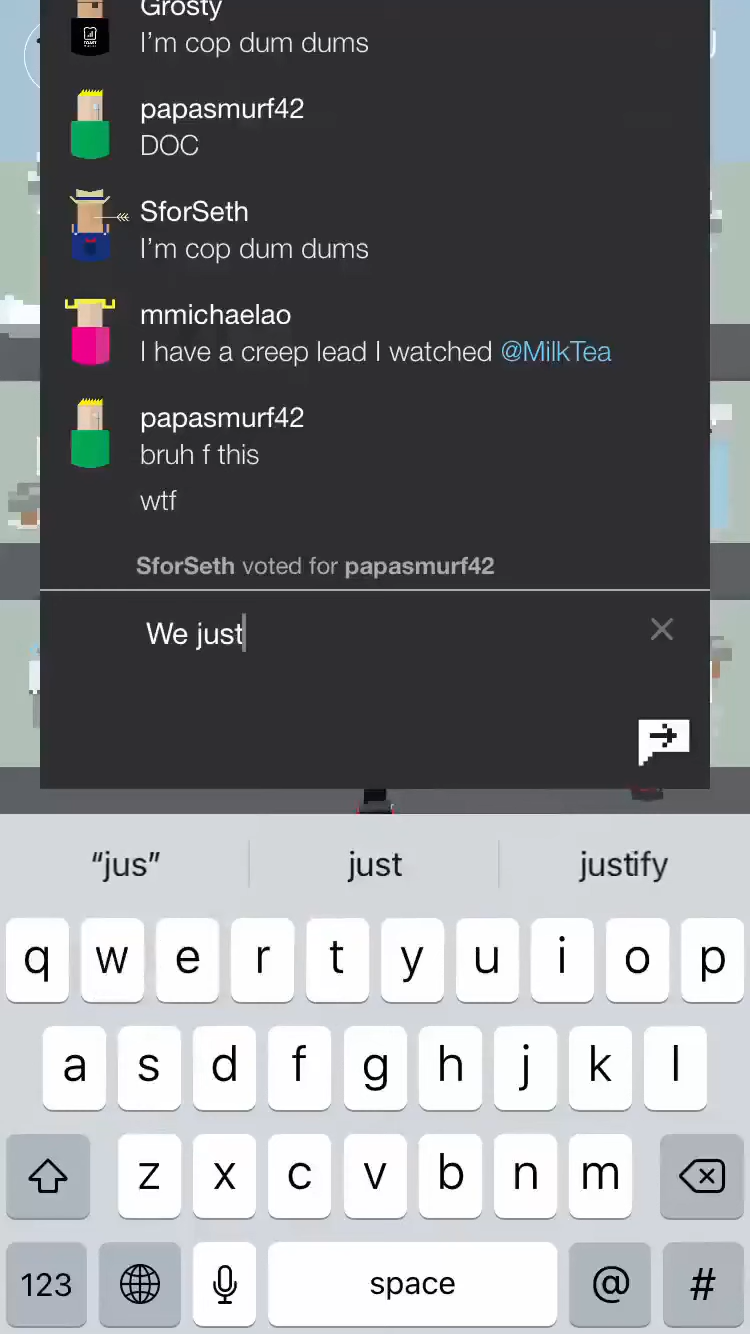 Grosty
I'm cop dum dums
papasmurf42
DOC
SforSeth
I'm cop dum dums
mmichaelao
I have a creep lead I watched @MilkTea
papasmurf42
bruh f this
wtf
SforSeth voted for papasmurf42
We just
"jus" just justify
q w e r t y u i o p
a s d f g h j k l
z x c v b n m
123 space @ #